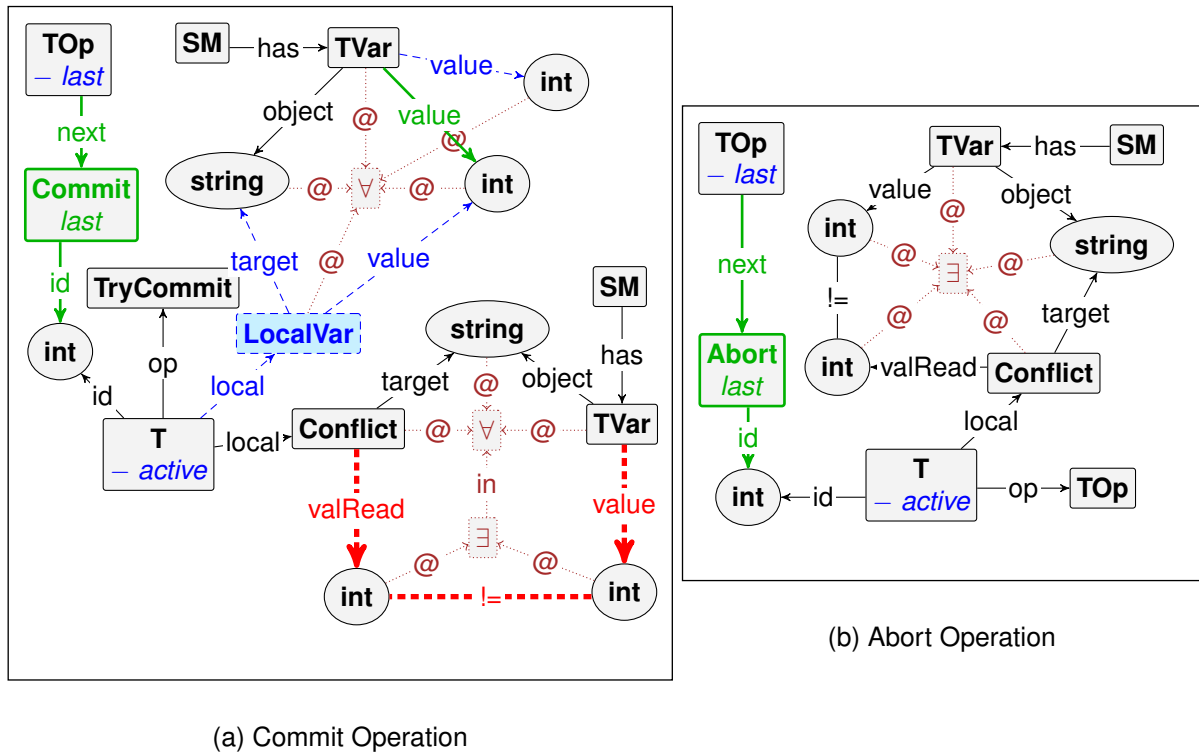 TOp
– last
SM
has
TVar
value
int
object
@
value
@
next
Commit
last
string
@
∀
@
int
id
target
@
value
TryCommit
SM
LocalVar
string
int
op
has
target
@
object
local
id
T
– active
local
Conflict
@
∀
@
TVar
in
valRead
value
∃
@
@
int
!=
int
(a) Commit Operation
TOp
– last
TVar
has
SM
value
@
object
int
@
string
@
∃
next
!=
@
@
target
Abort
last
int
valRead
Conflict
local
id
T
– active
int
id
op
TOp
(b) Abort Operation